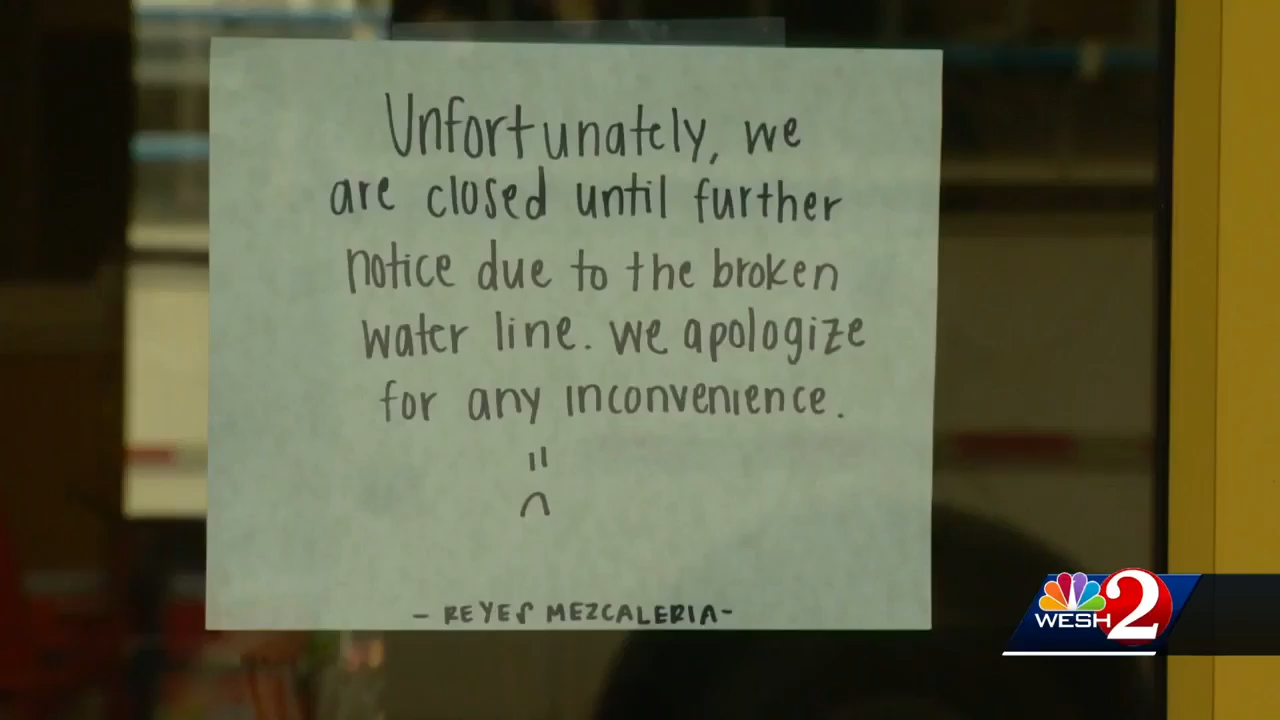 Unfortunately, we
are closed until further
notice due to the broken
water line. we apologize
for any inconvenience.
- REYES MEZCALERIA-
WESH 2